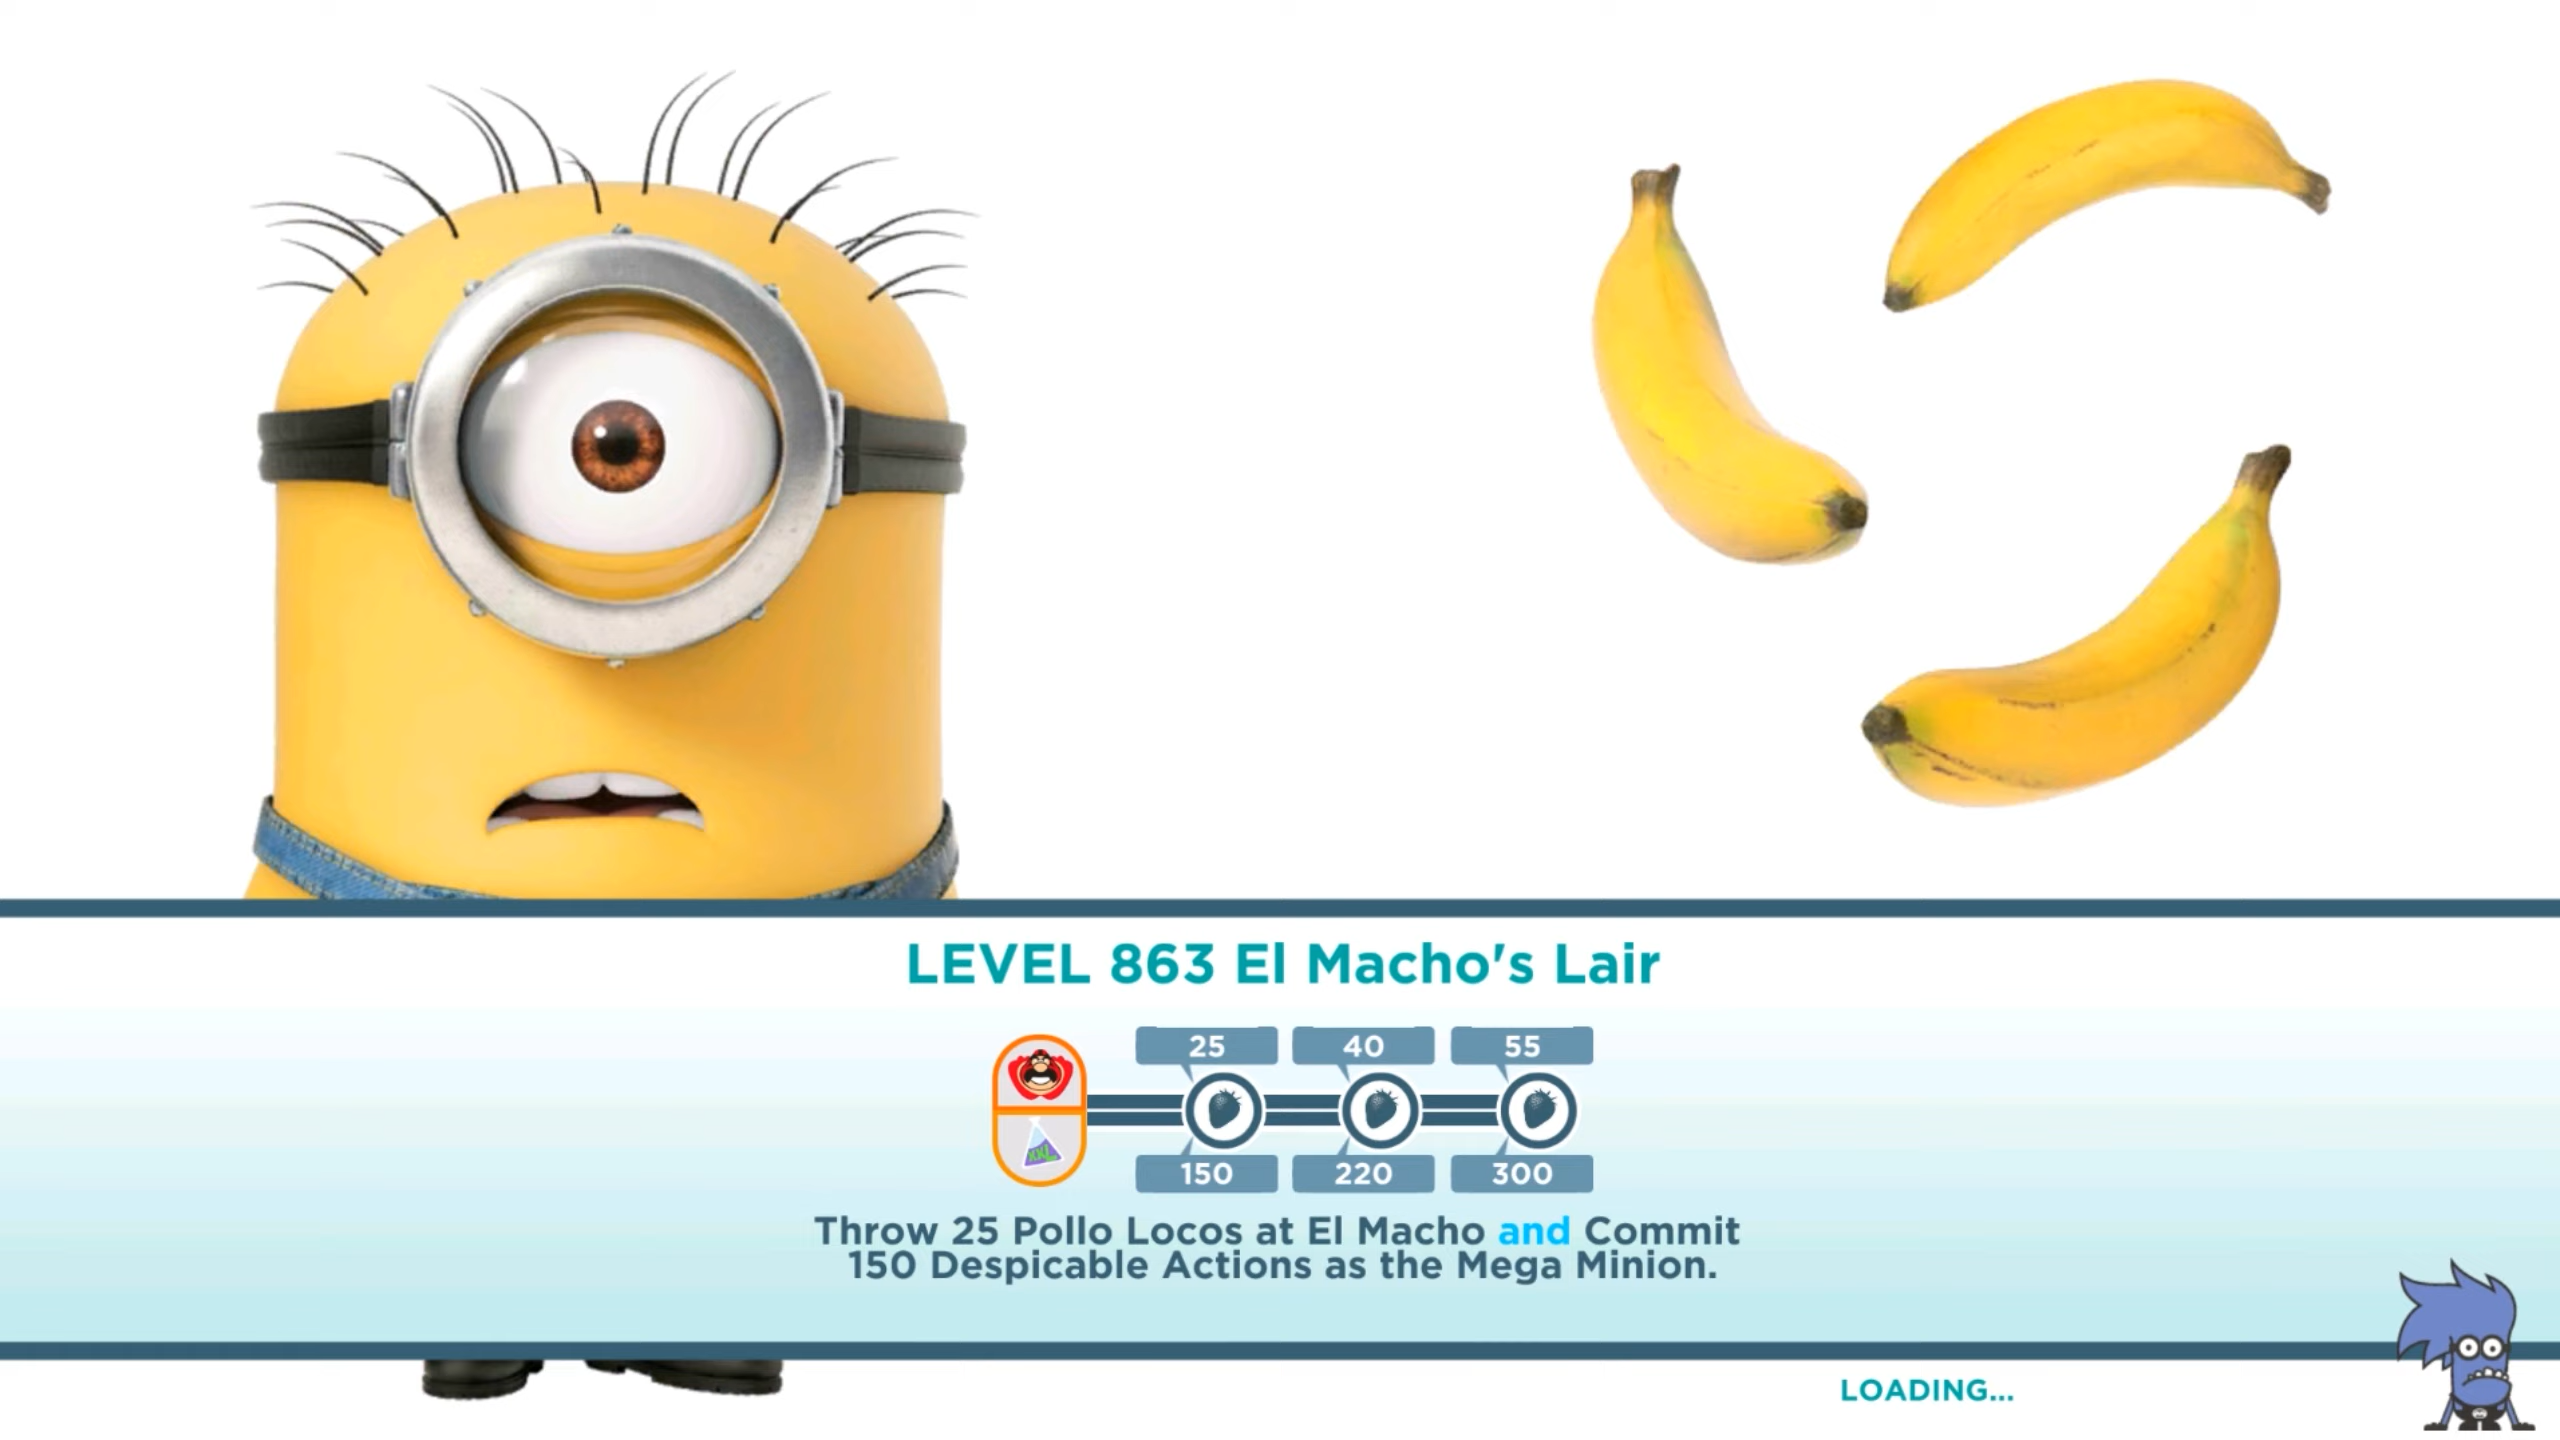 LEVEL 863 El Macho's Lair
25 40 55
XXL
150 220 300
Throw 25 Pollo Locos at El Macho and Commit
150 Despicable Actions as the Mega Minion.
LOADING...